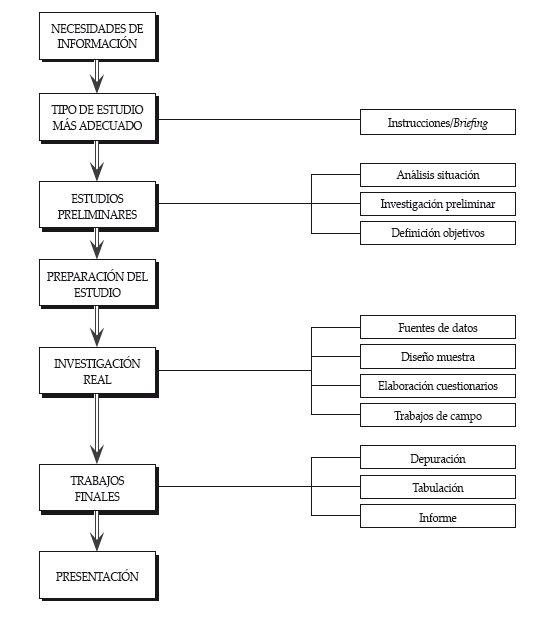 NECESIDADES DE
INFORMACIÓN
TIPO DE ESTUDIO
MÁS ADECUADO
Instrucciones/Briefing
ESTUDIOS
PRELIMINARES
Análisis situación
Investigación preliminar
Definición objetivos
PREPARACIÓN DEL
ESTUDIO
INVESTIGACIÓN
REAL
Fuentes de datos
Diseño muestra
Elaboración cuestionarios
Trabajos de campo
TRABAJOS
FINALES
Depuración
Tabulación
Informe
PRESENTACIÓN